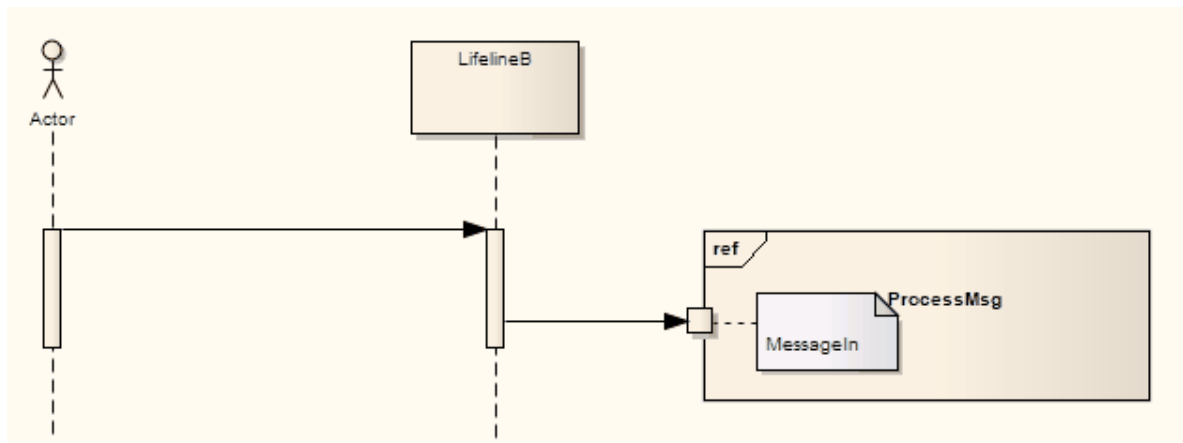 LifelineB
Actor
ref
ProcessMsg
MessageIn